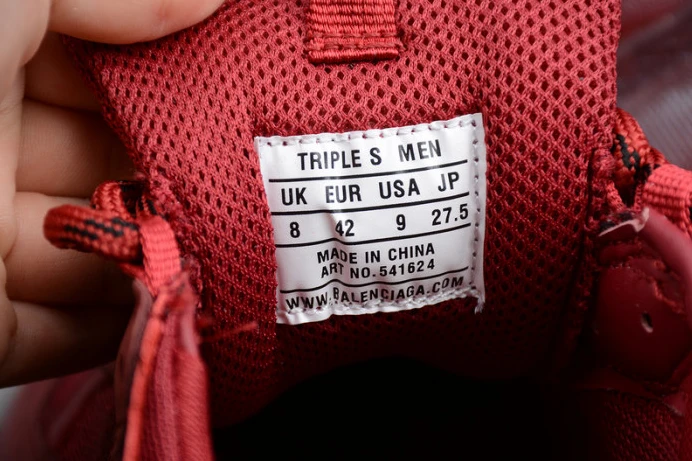 TRIPLE S MEN
UK EUR USA JP
8 42 9 27.5
MADE IN CHINA
ART NO.541624
WWW.BALENCIAGA.COM